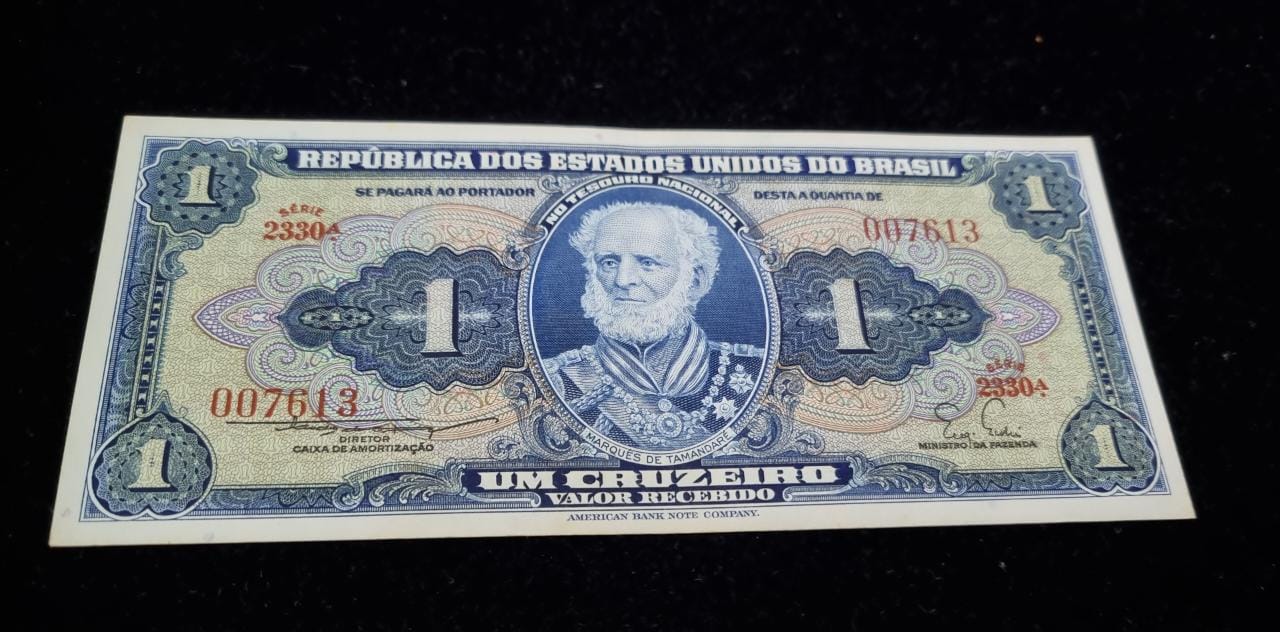 REPÚBLICA DOS ESTADOS UNIDOS DO BRASIL
1
1
SE PAGARÁ AO PORTADOR
NO TESOURO NACIONAL
DESTA A QUANTIA DE
SÉRIE
2330A
007613
1
1
1
1
007613
SÉRIE
2330A
DIRETOR
CAIXA DE AMORTIZAÇÃO
MARQUÊS DE TAMANDARÉ
MINISTRO DA FAZENDA
1
1
UM CRUZEIRO
VALOR RECEBIDO
AMERICAN BANK NOTE COMPANY.